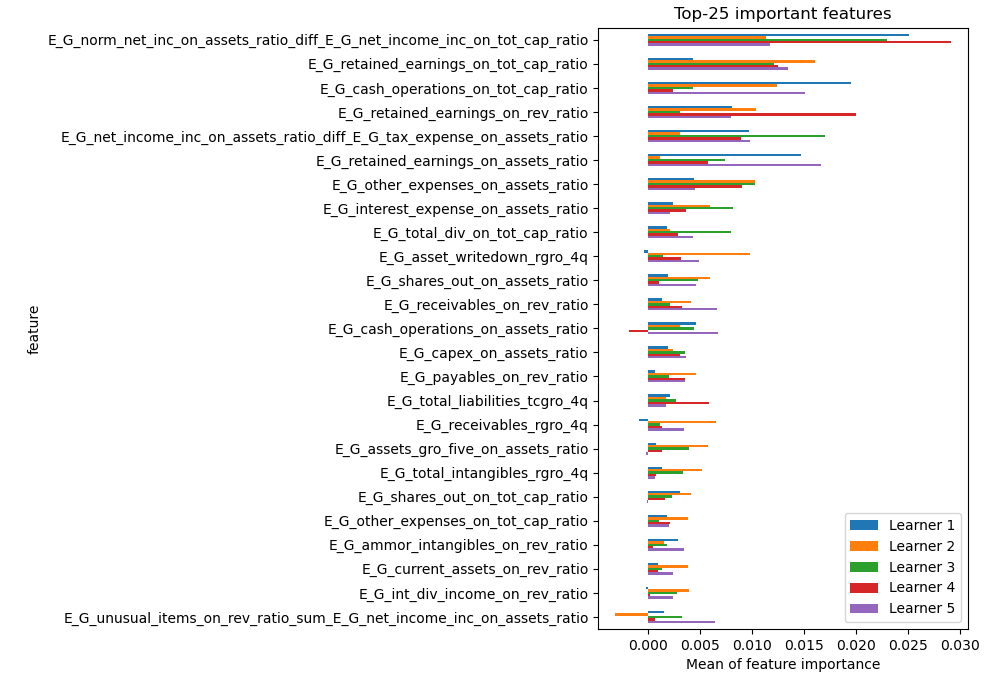 Top-25 important features
E_G_norm_net_inc_on_assets_ratio_diff_E_G_net_income_inc_on_tot_cap_ratio
E_G_retained_earnings_on_tot_cap_ratio
E_G_cash_operations_on_tot_cap_ratio
E_G_retained_earnings_on_rev_ratio
E_G_net_income_inc_on_assets_ratio_diff_E_G_tax_expense_on_assets_ratio
E_G_retained_earnings_on_assets_ratio
E_G_other_expenses_on_assets_ratio
E_G_interest_expense_on_assets_ratio
E_G_total_div_on_tot_cap_ratio
E_G_asset_writedown_rgro_4q
E_G_shares_out_on_assets_ratio
E_G_receivables_on_rev_ratio
E_G_cash_operations_on_assets_ratio
E_G_capex_on_assets_ratio
E_G_payables_on_rev_ratio
E_G_total_liabilities_tcgro_4q
E_G_receivables_rgro_4q
E_G_assets_gro_five_on_assets_ratio
E_G_total_intangibles_rgro_4q
E_G_shares_out_on_tot_cap_ratio
E_G_other_expenses_on_tot_cap_ratio
E_G_ammor_intangibles_on_rev_ratio
E_G_current_assets_on_rev_ratio
E_G_int_div_income_on_rev_ratio
E_G_unusual_items_on_rev_ratio_sum_E_G_net_income_inc_on_assets_ratio
feature
Learner 1
Learner 2
Learner 3
Learner 4
Learner 5
0.000 0.005 0.010 0.015 0.020 0.025 0.030
Mean of feature importance